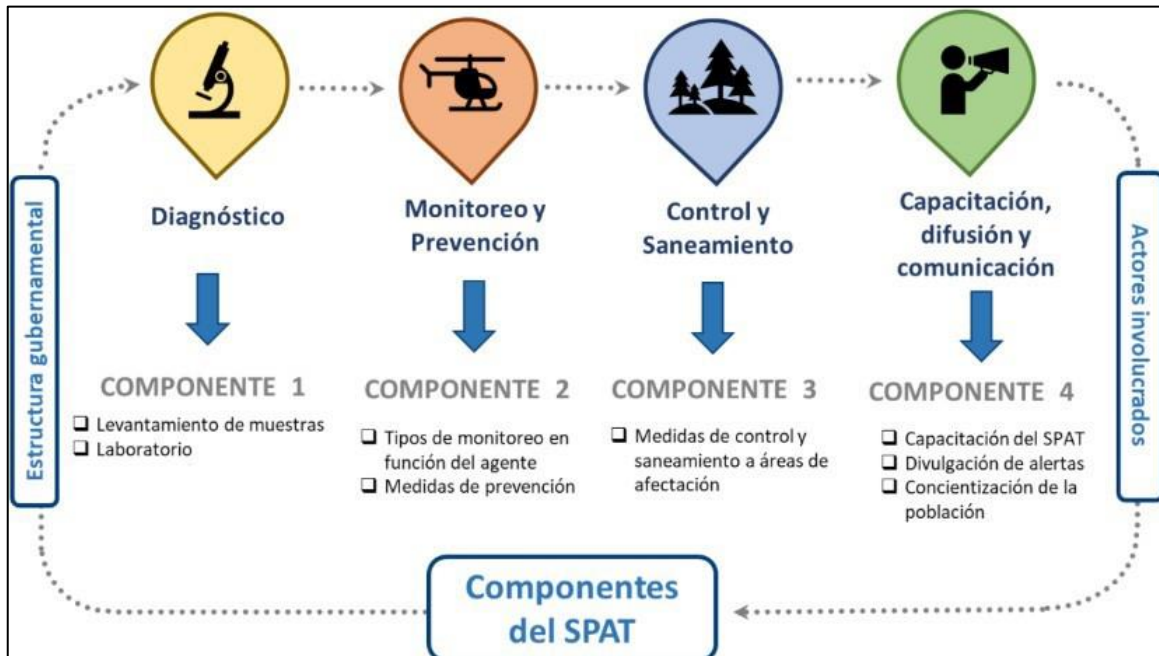 Estructura gubernamental
Diagnóstico
COMPONENTE 1
Levantamiento de muestras
Laboratorio
Monitoreo y
Prevención
COMPONENTE 2
Tipos de monitoreo en
función del agente
Medidas de prevención
Control y
Saneamiento
COMPONENTE 3
Medidas de control y
saneamiento a áreas de
afectación
Capacitación,
difusión y
comunicación
COMPONENTE 4
Capacitación del SPAT
Divulgación de alertas
Concientización de la
población
Actores involucrados
Componentes
del SPAT